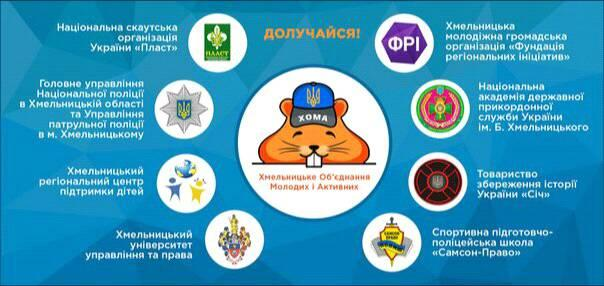 Національна скаутська
організація
України «Пласт»
ПЛАСТ
ДОЛУЧАЙСЯ!
ФРІ
Хмельницька
молодіжна громадська
організація «Фундація
регіональних ініціатив»
Головне управління
Національної поліції
в Хмельницькій області
та Управління
патрульної поліції
в м. Хмельницькому
ХОМА
Хмельницьке Об'єднання
Молодих і Активних
Національна
академія державної
прикордонної
служби України
ім. Б. Хмельницького
Хмельницький
регіональний центр
підтримки дітей
Товариство
збереження історії
України «Січ»
Хмельницький
університет
управління та права
САМСОН
ПРАВО
Спортивна підготовчо-
поліцейська школа
«Самсон-Право»